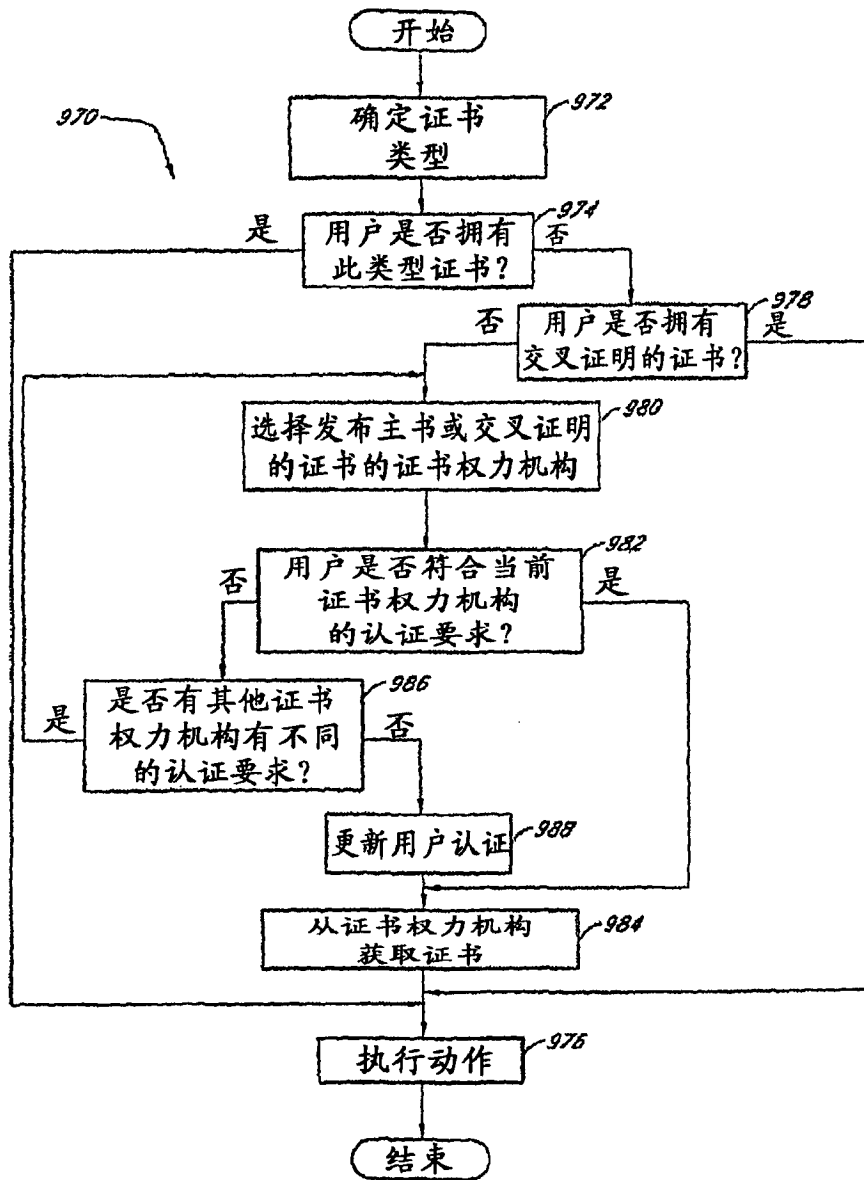 开始
970
972
确定证书
类型
974
是
用户是否拥有
此类型证书?
否
978
否
用户是否拥有
交叉证明的证书?
是
980
选择发布主书或交叉证明
的证书的证书权力机构
982
否
用户是否符合当前
证书权力机构
的认证要求?
是
986
是
是否有其他证书
权力机构有不同
的认证要求?
否
更新用户认证
988
从证书权力机构
获取证书
984
执行动作
976
结束